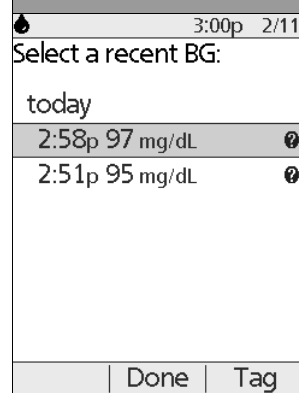 3:00p 2/11
Select a recent BG:
today
2:58p 97 mg/dL ?
2:51p 95 mg/dL ?
Done Tag